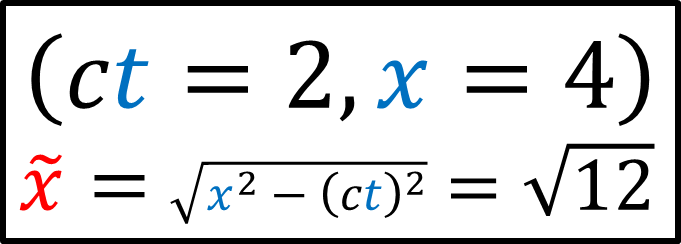 (ct = 2, x = 4)
x̃ = √(x² − (ct)²) = √12